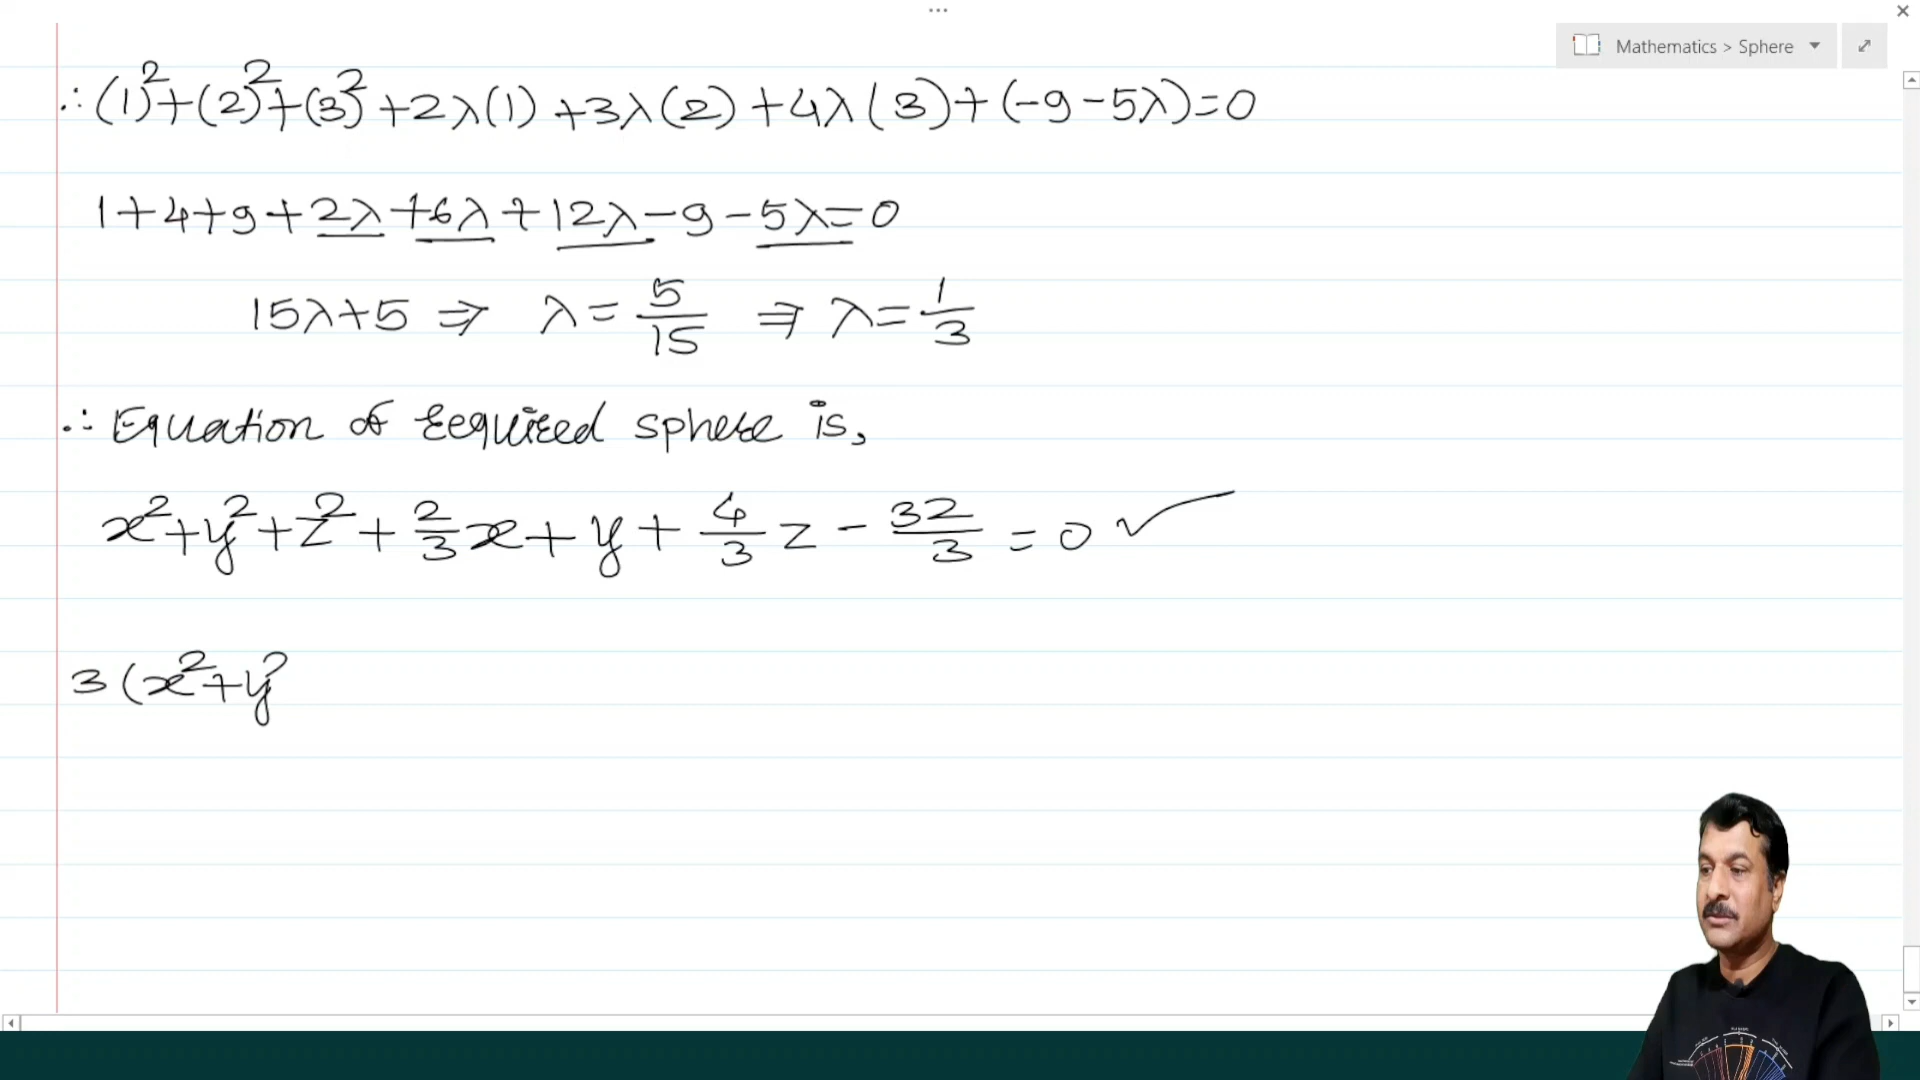 Mathematics > Sphere
∴ (1)²+(2)²+(3)²+2λ(1)+3λ(2)+4λ(3)+(-9-5λ)=0
1+4+9+2λ+6λ+12λ-9-5λ=0
15λ+5 ⇒ λ=5/15 ⇒ λ=1/3
∴ Equation of required sphere is,
x²+y²+z²+2/3x+y+4/3z-32/3=0 ✓
3(x²+y²